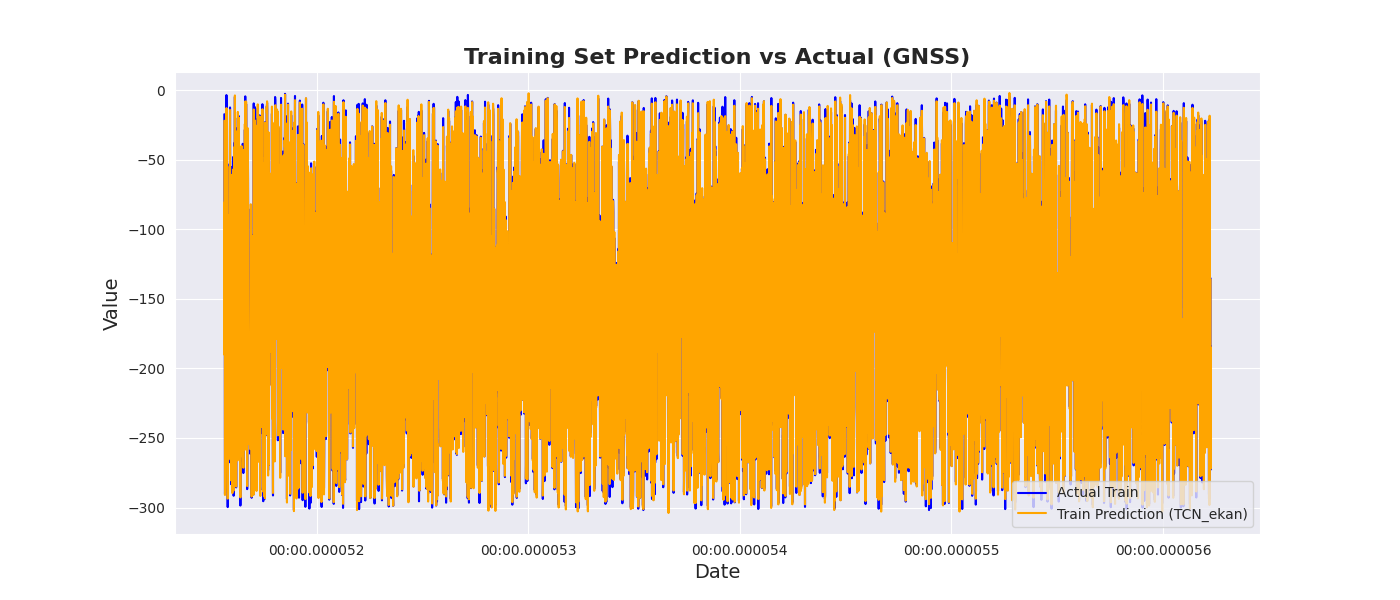 Training Set Prediction vs Actual (GNSS)
Value
0
−50
−100
−150
−200
−250
−300
Actual Train
Train Prediction (TCN_ekan)
00:00.000052
00:00.000053
00:00.000054
00:00.000055
00:00.000056
Date